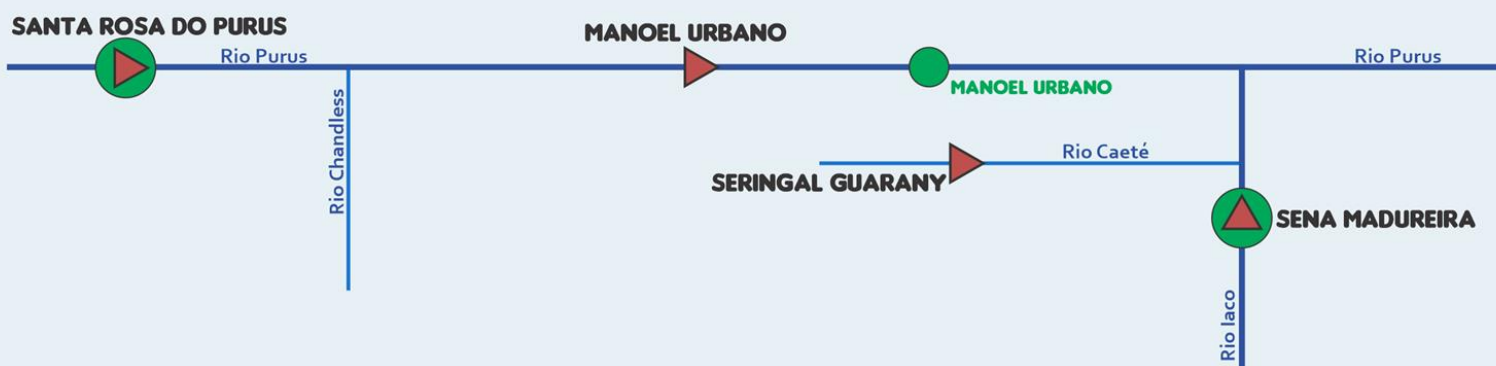 SANTA ROSA DO PURUS
Rio Purus
MANOEL URBANO
Rio Purus
MANOEL URBANO
Rio Chandless
Rio Caeté
SERINGAL GUARANY
SENA MADUREIRA
Rio Iaco